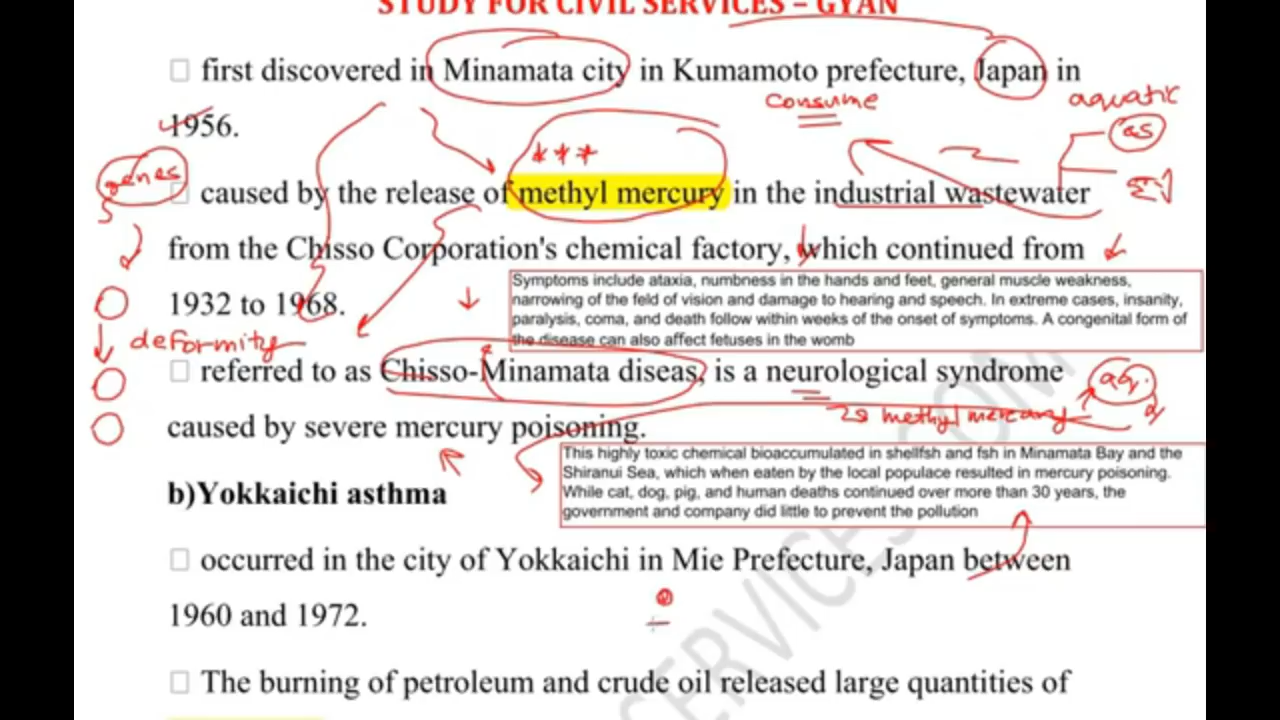 STUDY FOR CIVIL SERVICES – GYAN
first discovered in Minamata city in Kumamoto prefecture, Japan in
consume
aquatic
1956.
as
genes
caused by the release of methyl mercury in the industrial wastewater
from the Chisso Corporation's chemical factory, which continued from
Symptoms include ataxia, numbness in the hands and feet, general muscle weakness,
narrowing of the feld of vision and damage to hearing and speech. In extreme cases, insanity,
1932 to 1968.
paralysis, coma, and death follow within weeks of the onset of symptoms. A congenital form of
the disease can also affect fetuses in the womb
deformity
referred to as Chisso-Minamata diseas, is a neurological syndrome
aq.
methyl mercury
caused by severe mercury poisoning.
This highly toxic chemical bioaccumulated in shellfsh and fsh in Minamata Bay and the
Shiranui Sea, which when eaten by the local populace resulted in mercury poisoning.
While cat, dog, pig, and human deaths continued over more than 30 years, the
government and company did little to prevent the pollution
b)Yokkaichi asthma
occurred in the city of Yokkaichi in Mie Prefecture, Japan between
1960 and 1972.
The burning of petroleum and crude oil released large quantities of